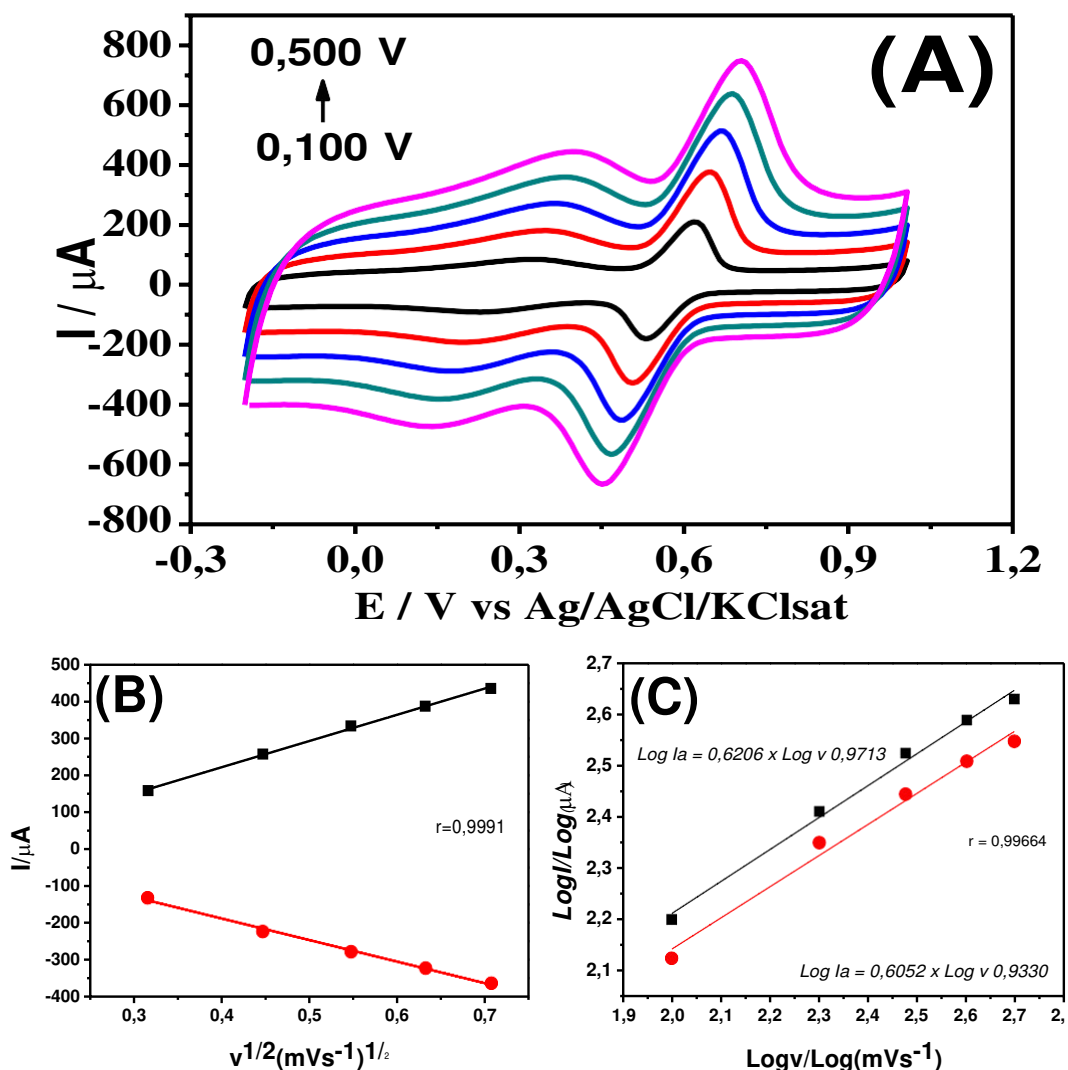 (A)
0,500 V
0,100 V
800
600
400
200
0
-200
-400
-600
-800
I / μA
-0,3 0,0 0,3 0,6 0,9 1,2
E / V vs Ag/AgCl/KClsat
(B)
500
400
300
200
100
0
-100
-200
-300
-400
I/μA
r=0,9991
0,3 0,4 0,5 0,6 0,7
v^1/2(mVs^-1)^1/2
(C)
2,7
2,6
2,5
2,4
2,3
2,2
2,1
LogI/Log(μA)
Log Ia = 0,6206 x Log v 0,9713
r = 0,99664
Log Ia = 0,6052 x Log v 0,9330
1,9 2,0 2,1 2,2 2,3 2,4 2,5 2,6 2,7 2,
Logv/Log(mVs^-1)